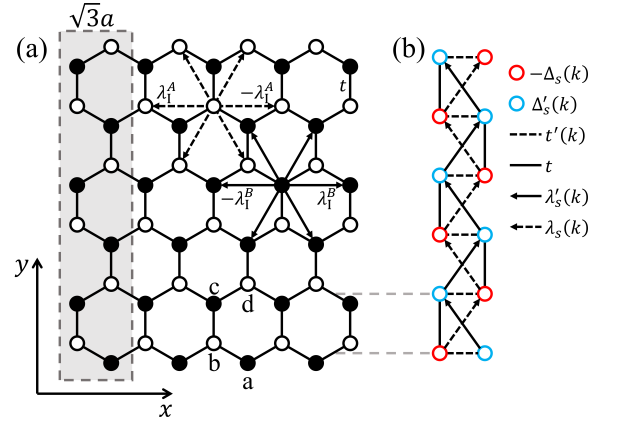 √3a
(a)
(b)
t
λ_I^A
−λ_I^A
−λ_I^B
λ_I^B
c
d
b
a
y
x
−Δ_s(k)
Δ′_s(k)
t′(k)
t
λ′_s(k)
λ_s(k)